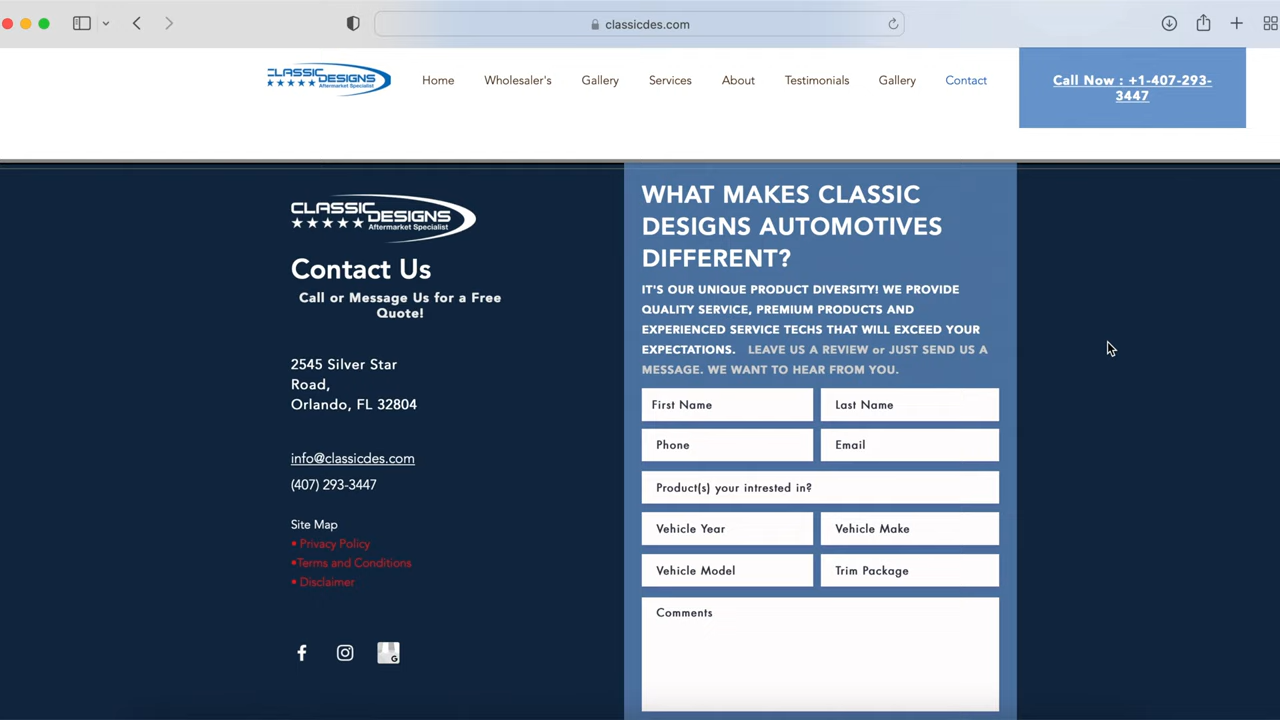 classicdes.com
CLASSIC DESIGNS
Aftermarket Specialist
Home
Wholesaler's
Gallery
Services
About
Testimonials
Gallery
Contact
Call Now : +1-407-293-
3447
CLASSIC DESIGNS
Aftermarket Specialist
Contact Us
Call or Message Us for a Free
Quote!
2545 Silver Star
Road,
Orlando, FL 32804
info@classicdes.com
(407) 293-3447
Site Map
• Privacy Policy
•Terms and Conditions
• Disclaimer
G
WHAT MAKES CLASSIC
DESIGNS AUTOMOTIVES
DIFFERENT?
IT'S OUR UNIQUE PRODUCT DIVERSITY! WE PROVIDE
QUALITY SERVICE, PREMIUM PRODUCTS AND
EXPERIENCED SERVICE TECHS THAT WILL EXCEED YOUR
EXPECTATIONS. LEAVE US A REVIEW or JUST SEND US A
MESSAGE. WE WANT TO HEAR FROM YOU.
First Name
Last Name
Phone
Email
Product(s) your intrested in?
Vehicle Year
Vehicle Make
Vehicle Model
Trim Package
Comments